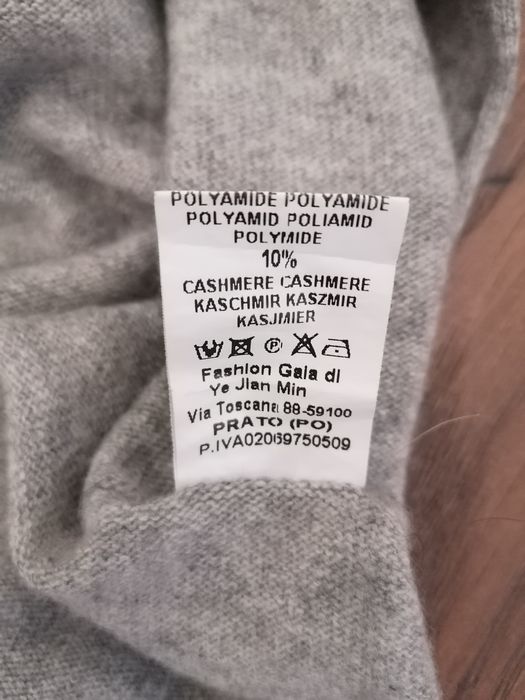 POLYAMIDE POLYAMIDE
POLYAMID POLIAMID
POLYMIDE
10%
CASHMERE CASHMERE
KASCHMIR KASZMIR
KASJMIER
P
Fashion Gaia di
Ye Jian Min
Via Toscana 88-59100
PRATO (PO)
P.IVA02069750509